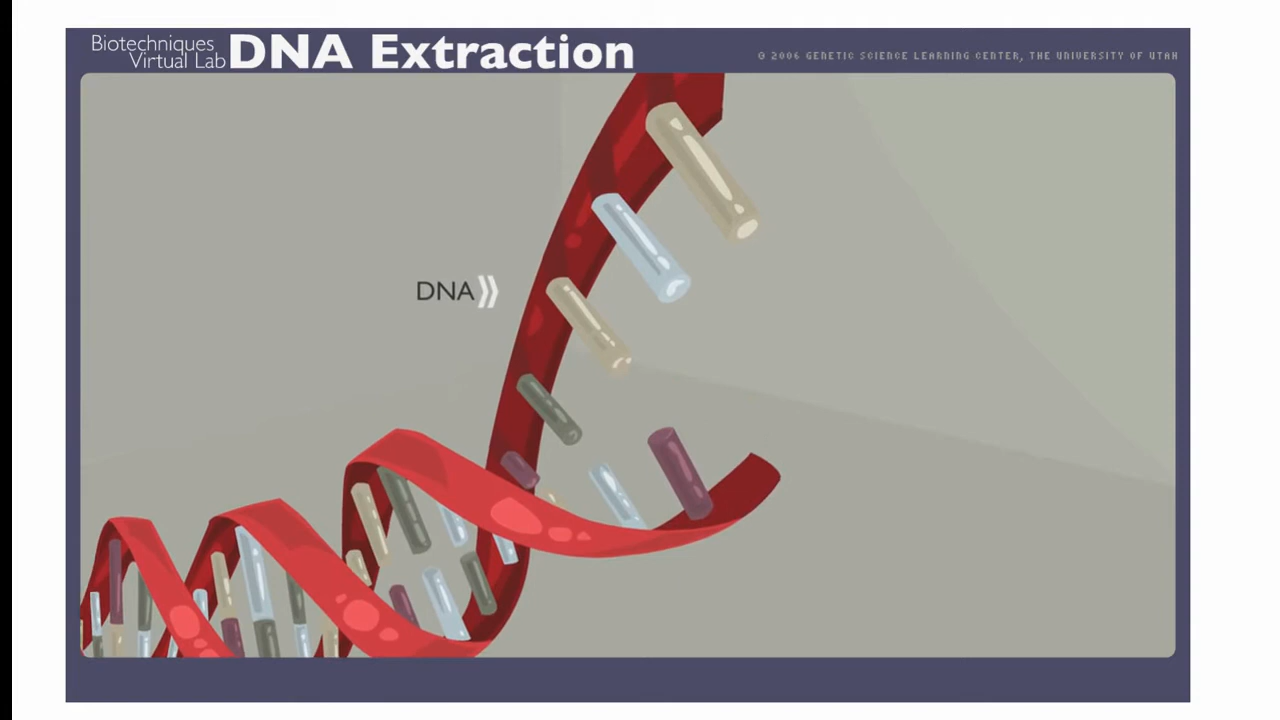 Biotechniques
Virtual Lab
DNA Extraction
© 2006 GENETIC SCIENCE LEARNING CENTER, THE UNIVERSITY OF UTAH
DNA